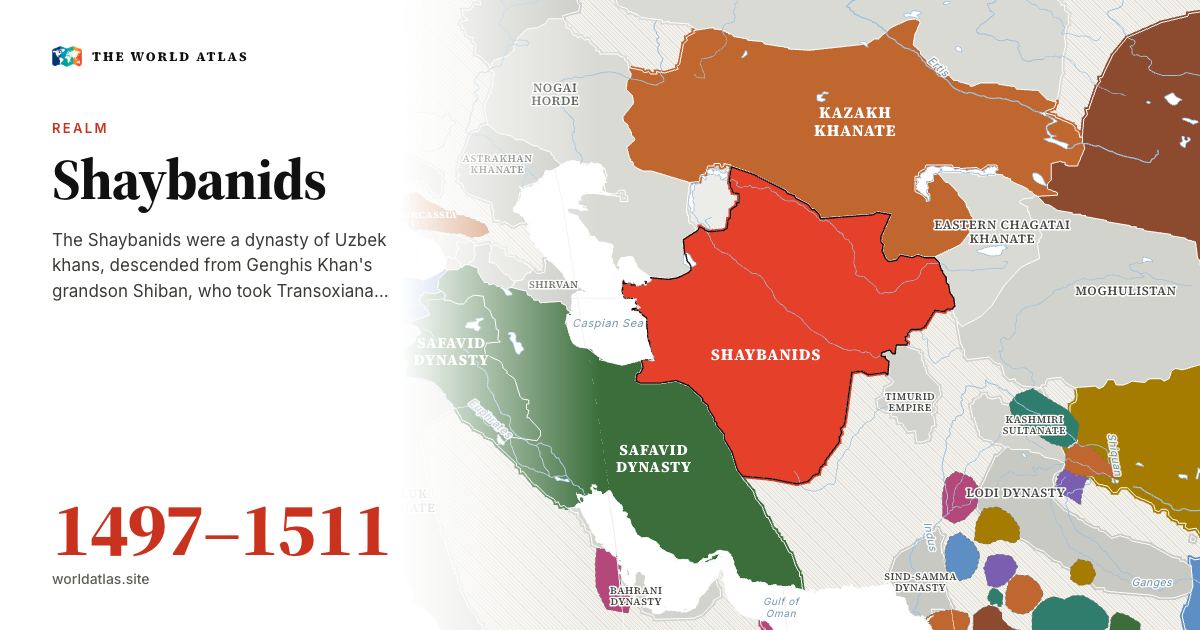 THE WORLD ATLAS
REALM
Shaybanids
The Shaybanids were a dynasty of Uzbek
khans, descended from Genghis Khan's
grandson Shiban, who took Transoxiana...
1497–1511
worldatlas.site
NOGAI
HORDE
Ertis
KAZAKH
KHANATE
ASTRAKHAN
KHANATE
EASTERN CHAGATAI
KHANATE
SHIRVAN
MOGHULISTAN
Caspian Sea
SAFAVID
DYNASTY
SHAYBANIDS
TIMURID
EMPIRE
Euphrates
KASHMIRI
SULTANATE
Shiquan
SAFAVID
DYNASTY
LODI DYNASTY
Indus
BAHRANI
DYNASTY
SIND-SAMMA
DYNASTY
Ganges
Gulf of
Oman